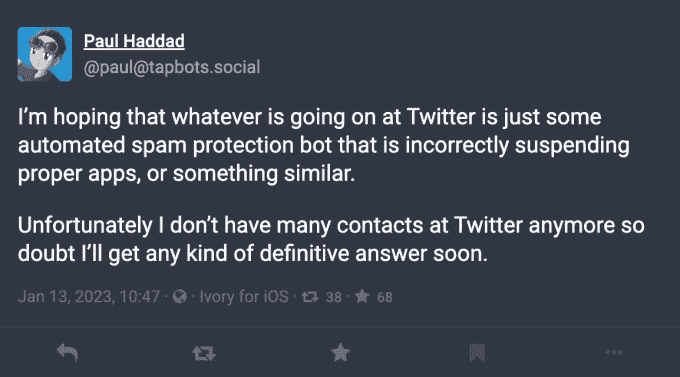 Paul Haddad
@paul@tapbots.social
I’m hoping that whatever is going on at Twitter is just some
automated spam protection bot that is incorrectly suspending
proper apps, or something similar.
Unfortunately I don’t have many contacts at Twitter anymore so
doubt I’ll get any kind of definitive answer soon.
Jan 13, 2023, 10:47 · · Ivory for iOS · 38 · 68